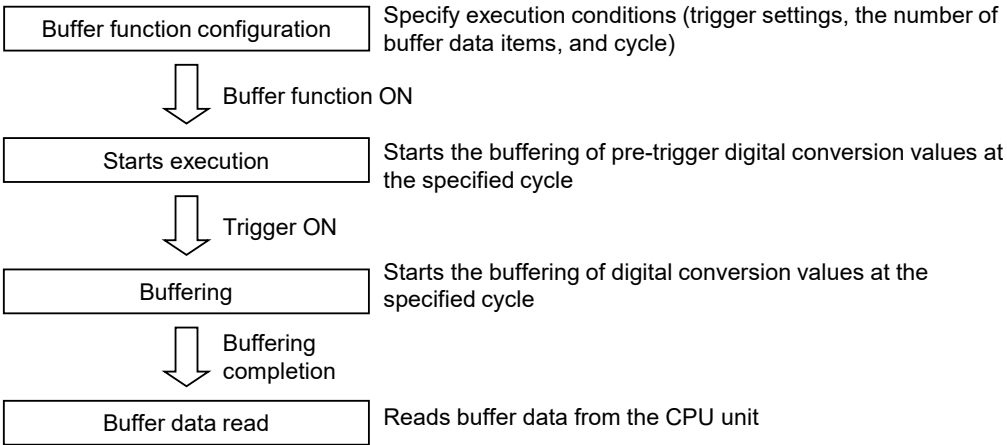 Buffer function configuration
Specify execution conditions (trigger settings, the number of
buffer data items, and cycle)
Buffer function ON
Starts execution
Starts the buffering of pre-trigger digital conversion values at
the specified cycle
Trigger ON
Buffering
Starts the buffering of digital conversion values at the
specified cycle
Buffering
completion
Buffer data read
Reads buffer data from the CPU unit